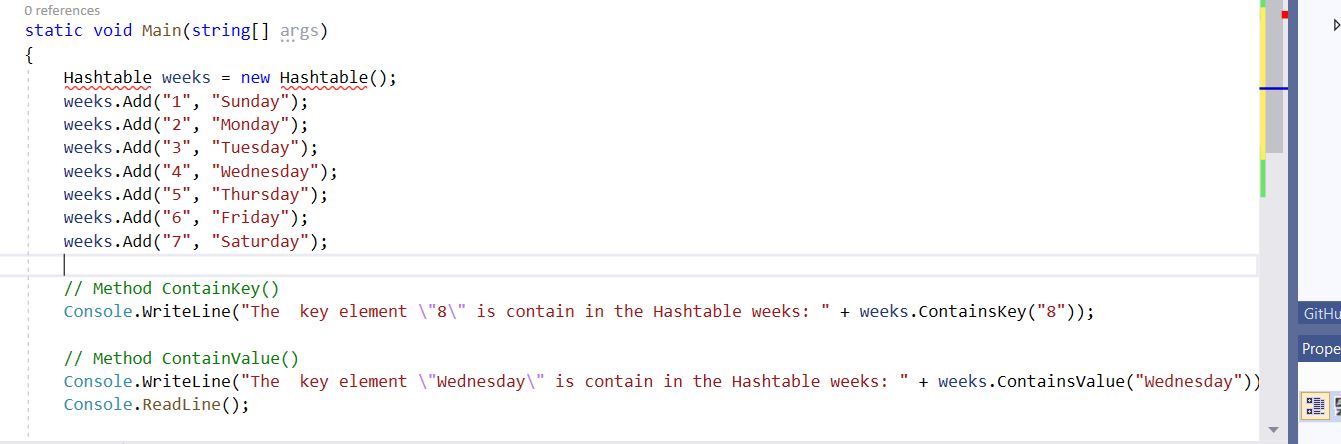 0 references
static void Main(string[] args)
{
Hashtable weeks = new Hashtable();
weeks.Add("1", "Sunday");
weeks.Add("2", "Monday");
weeks.Add("3", "Tuesday");
weeks.Add("4", "Wednesday");
weeks.Add("5", "Thursday");
weeks.Add("6", "Friday");
weeks.Add("7", "Saturday");
// Method ContainKey()
Console.WriteLine("The  key element \"8\" is contain in the Hashtable weeks: " + weeks.ContainsKey("8"));
// Method ContainValue()
Console.WriteLine("The  key element \"Wednesday\" is contain in the Hashtable weeks: " + weeks.ContainsValue("Wednesday"))
Console.ReadLine();
GitHu
Prope